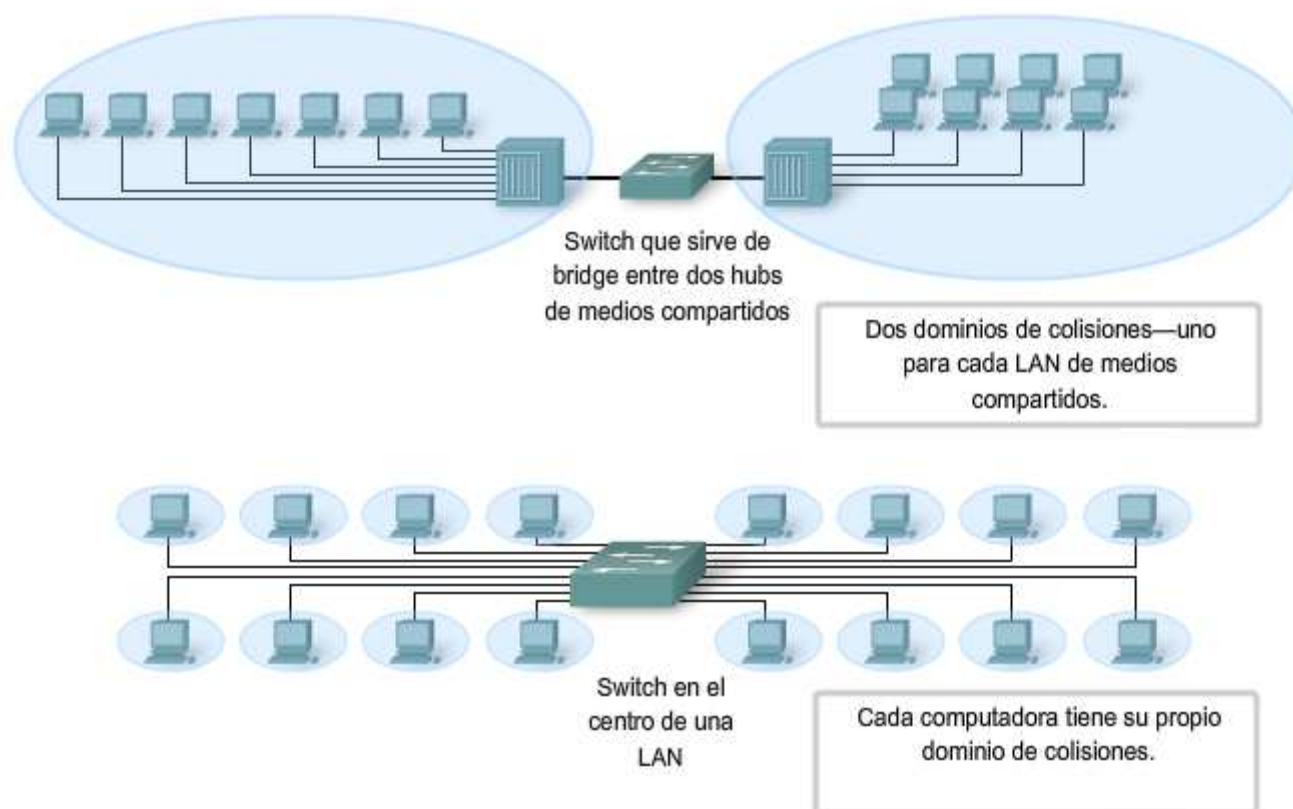 Switch que sirve de
bridge entre dos hubs
de medios compartidos
Dos dominios de colisiones—uno
para cada LAN de medios
compartidos.
Switch en el
centro de una
LAN
Cada computadora tiene su propio
dominio de colisiones.